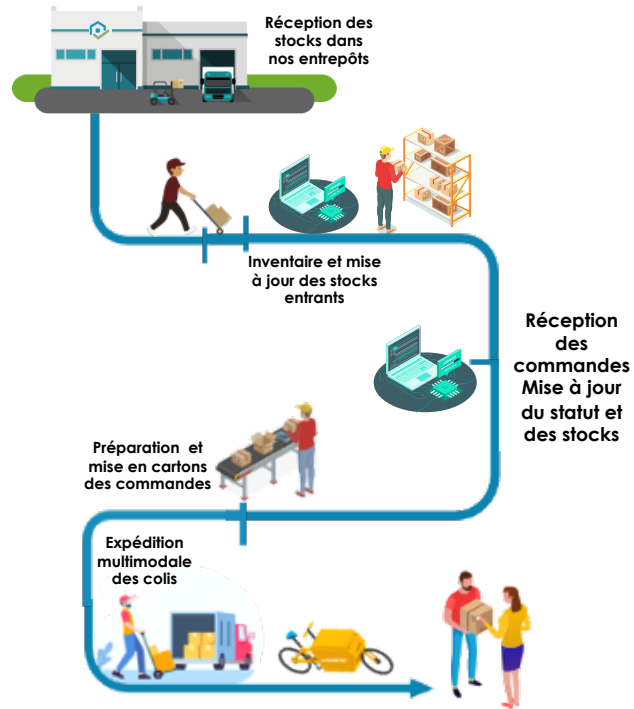 Réception des
stocks dans
nos entrepôts
Inventaire et mise
à jour des stocks
entrants
Réception
des
commandes
Mise à jour
du statut et
des stocks
Préparation et
mise en cartons
des commandes
Expédition
multimodale
des colis